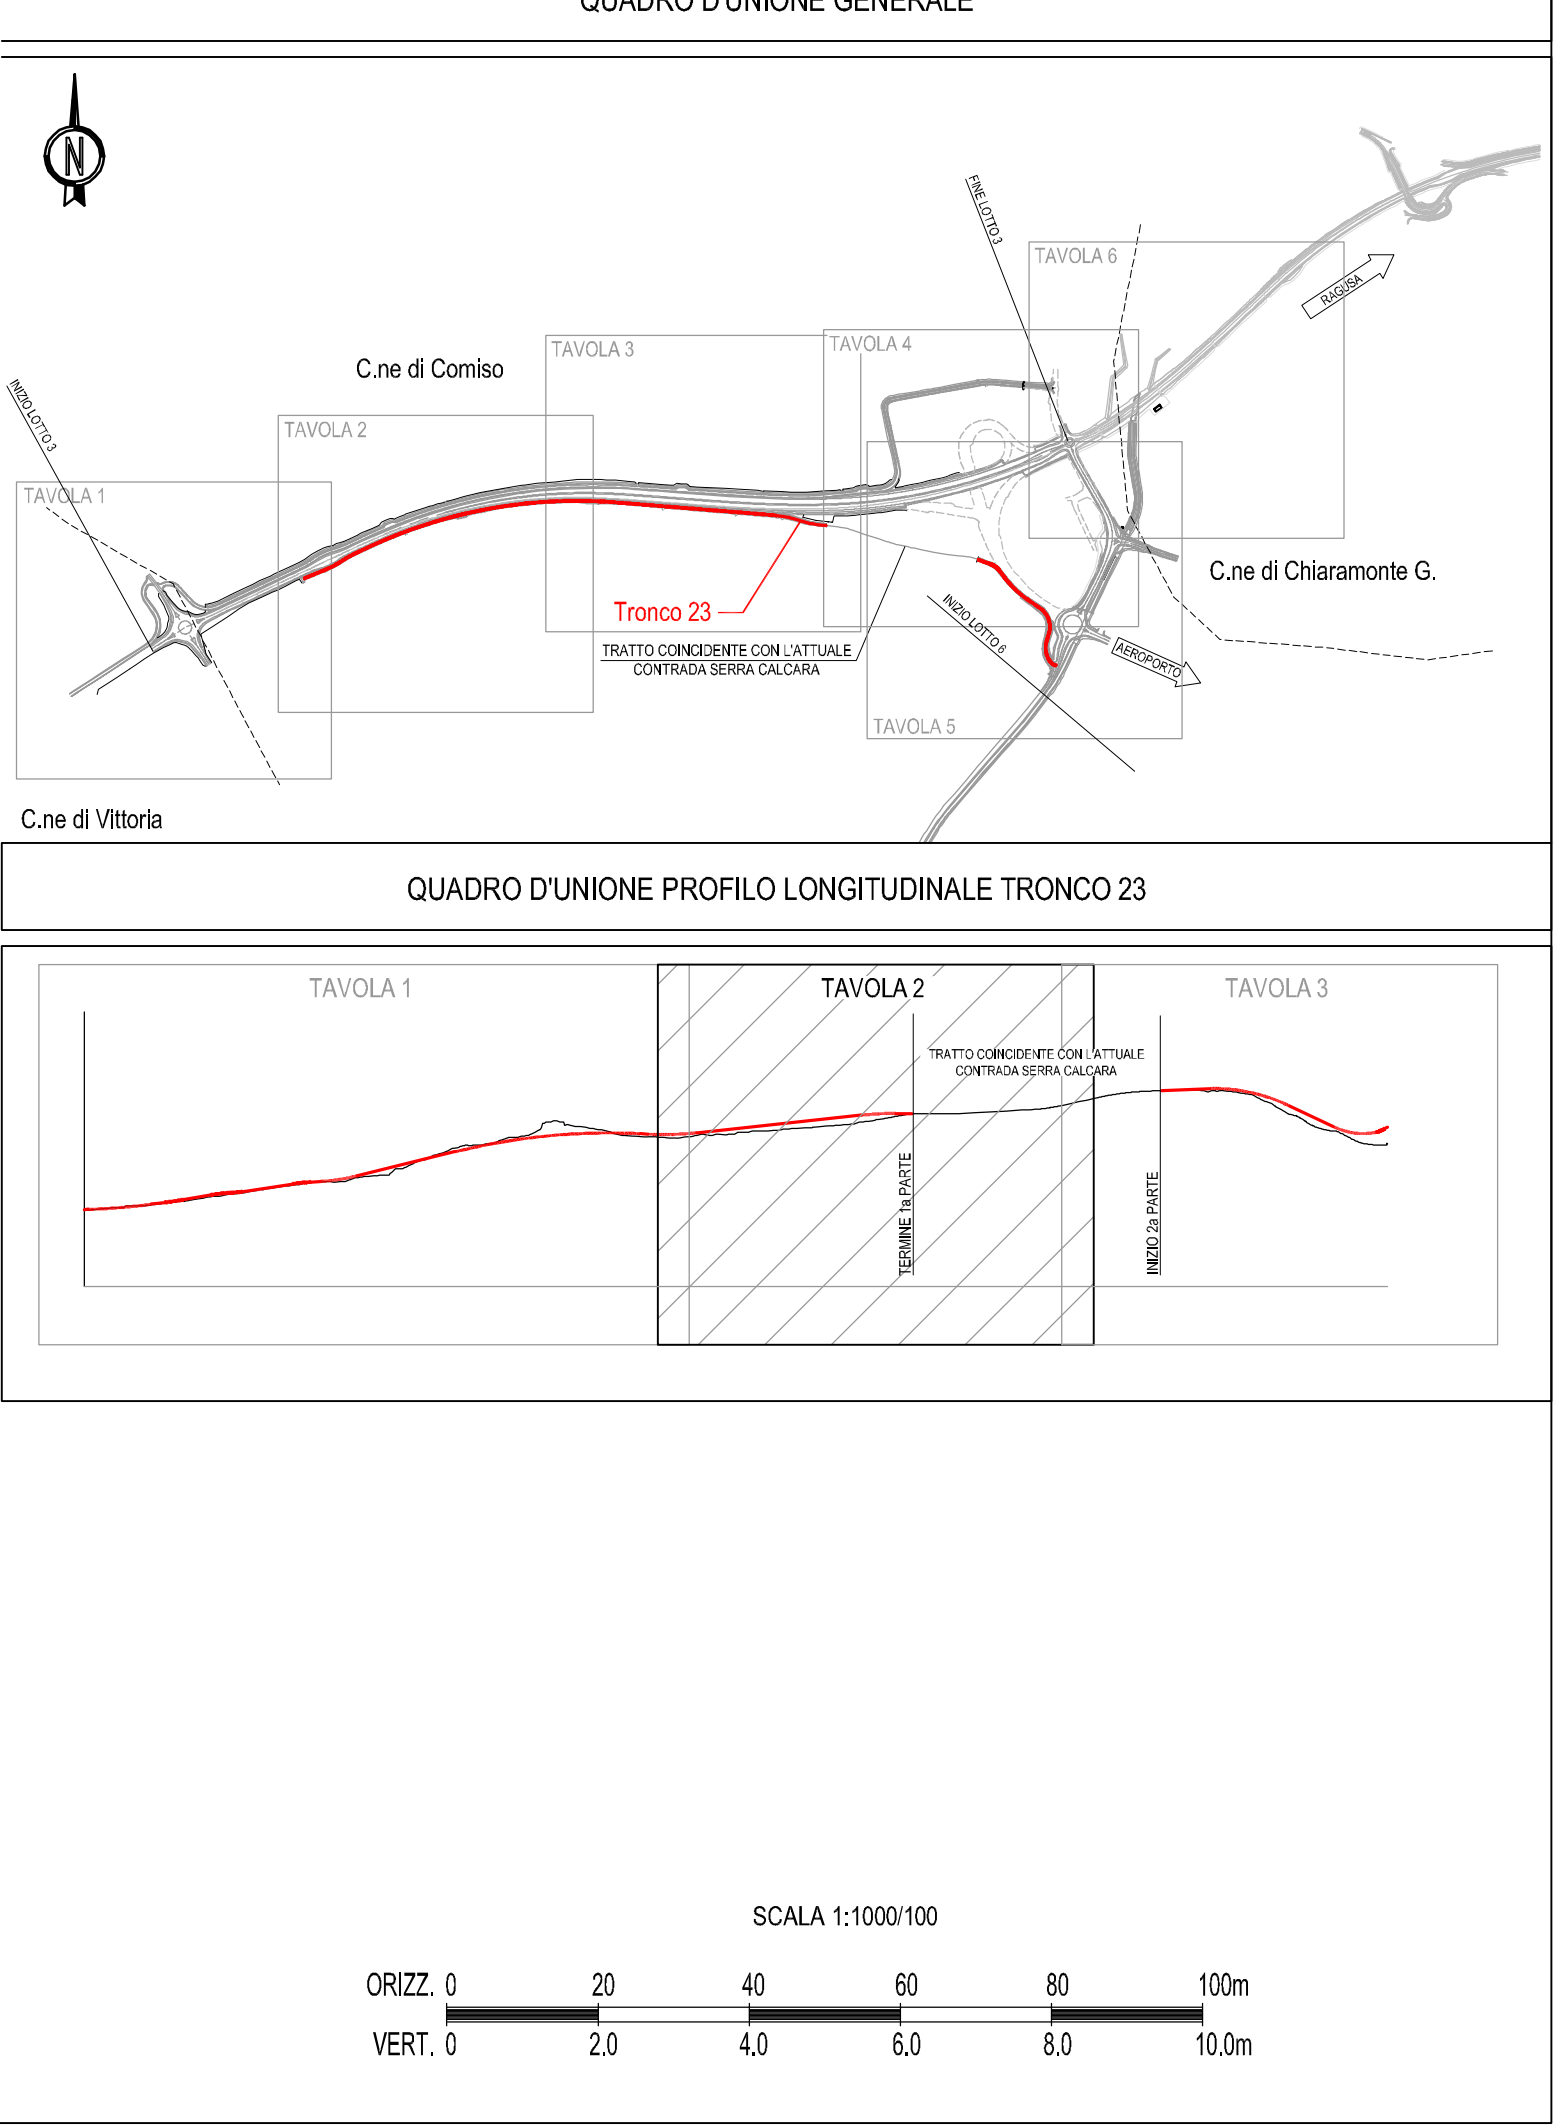 QUADRO D'UNIONE GENERALE
N
FINE LOTTO 3
TAVOLA 6
RAGUSA
TAVOLA 3
TAVOLA 4
C.ne di Comiso
INIZIO LOTTO 3
TAVOLA 2
TAVOLA 1
C.ne di Chiaramonte G.
Tronco 23
INIZIO LOTTO 6
TRATTO COINCIDENTE CON L'ATTUALE
CONTRADA SERRA CALCARA
AEROPORTO
TAVOLA 5
C.ne di Vittoria
QUADRO D'UNIONE PROFILO LONGITUDINALE TRONCO 23
TAVOLA 1
TAVOLA 2
TAVOLA 3
TRATTO COINCIDENTE CON L'ATTUALE
CONTRADA SERRA CALCARA
TERMINE 1a PARTE
INIZIO 2a PARTE
SCALA 1:1000/100
ORIZZ. 0 20 40 60 80 100m
VERT. 0 2.0 4.0 6.0 8.0 10.0m